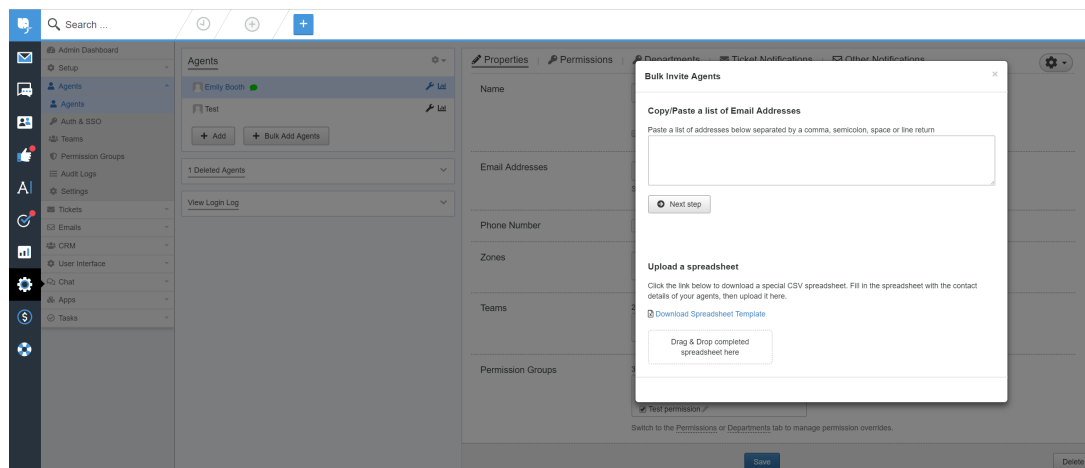 Search ...
Admin Dashboard
Setup
Agents
Agents
Auth & SSO
Teams
Permission Groups
Audit Logs
Settings
Tickets
Emails
CRM
User Interface
Chat
Apps
Tasks
Agents
Emily Booth
Test
+ Add
+ Bulk Add Agents
1 Deleted Agents
View Login Log
Properties
Permissions
Departments
Ticket Notifications
Other Notifications
Name
Email Addresses
Phone Number
Zones
Teams
Permission Groups
Bulk Invite Agents
×
Copy/Paste a list of Email Addresses
Paste a list of addresses below separated by a comma, semicolon, space or line return
Next step
Upload a spreadsheet
Click the link below to download a special CSV spreadsheet. Fill in the spreadsheet with the contact
details of your agents, then upload it here.
Download Spreadsheet Template
Drag & Drop completed
spreadsheet here
Test permission
Switch to the Permissions or Departments tab to manage permission overrides.
Save
Delete